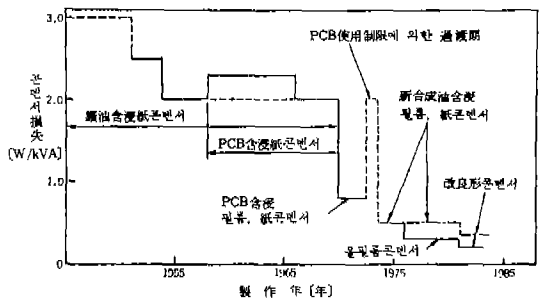 3.0
2.0
1.0
0
콘덴서 損失
[W/kVA]
PCB使用制限에 의한 過渡期
鑛油含浸紙콘덴서
PCB含浸紙콘덴서
新合成油含浸
필름、紙콘덴서
改良形콘덴서
PCB含浸
필름、紙콘덴서
올필름콘덴서
1955
1965
1975
1985
製 作 年 [年]